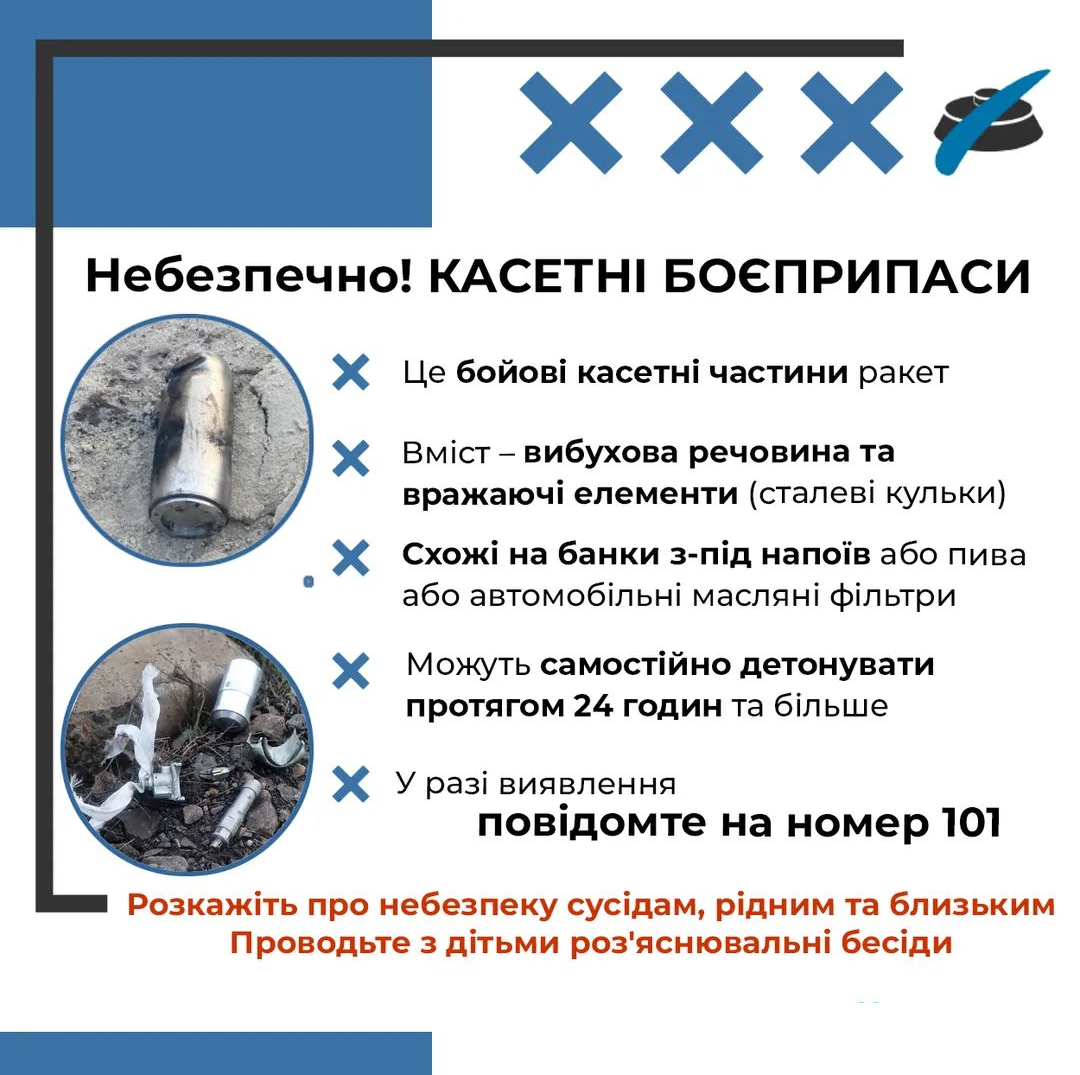 Небезпечно! КАСЕТНІ БОЄПРИПАСИ
Це бойові касетні частини ракет
Вміст – вибухова речовина та
вражаючі елементи (сталеві кульки)
Схожі на банки з-під напоїв або пива
або автомобільні масляні фільтри
Можуть самостійно детонувати
протягом 24 годин та більше
У разі виявлення
повідомте на номер 101
Розкажіть про небезпеку сусідам, рідним та близьким
Проводьте з дітьми роз'яснювальні бесіди